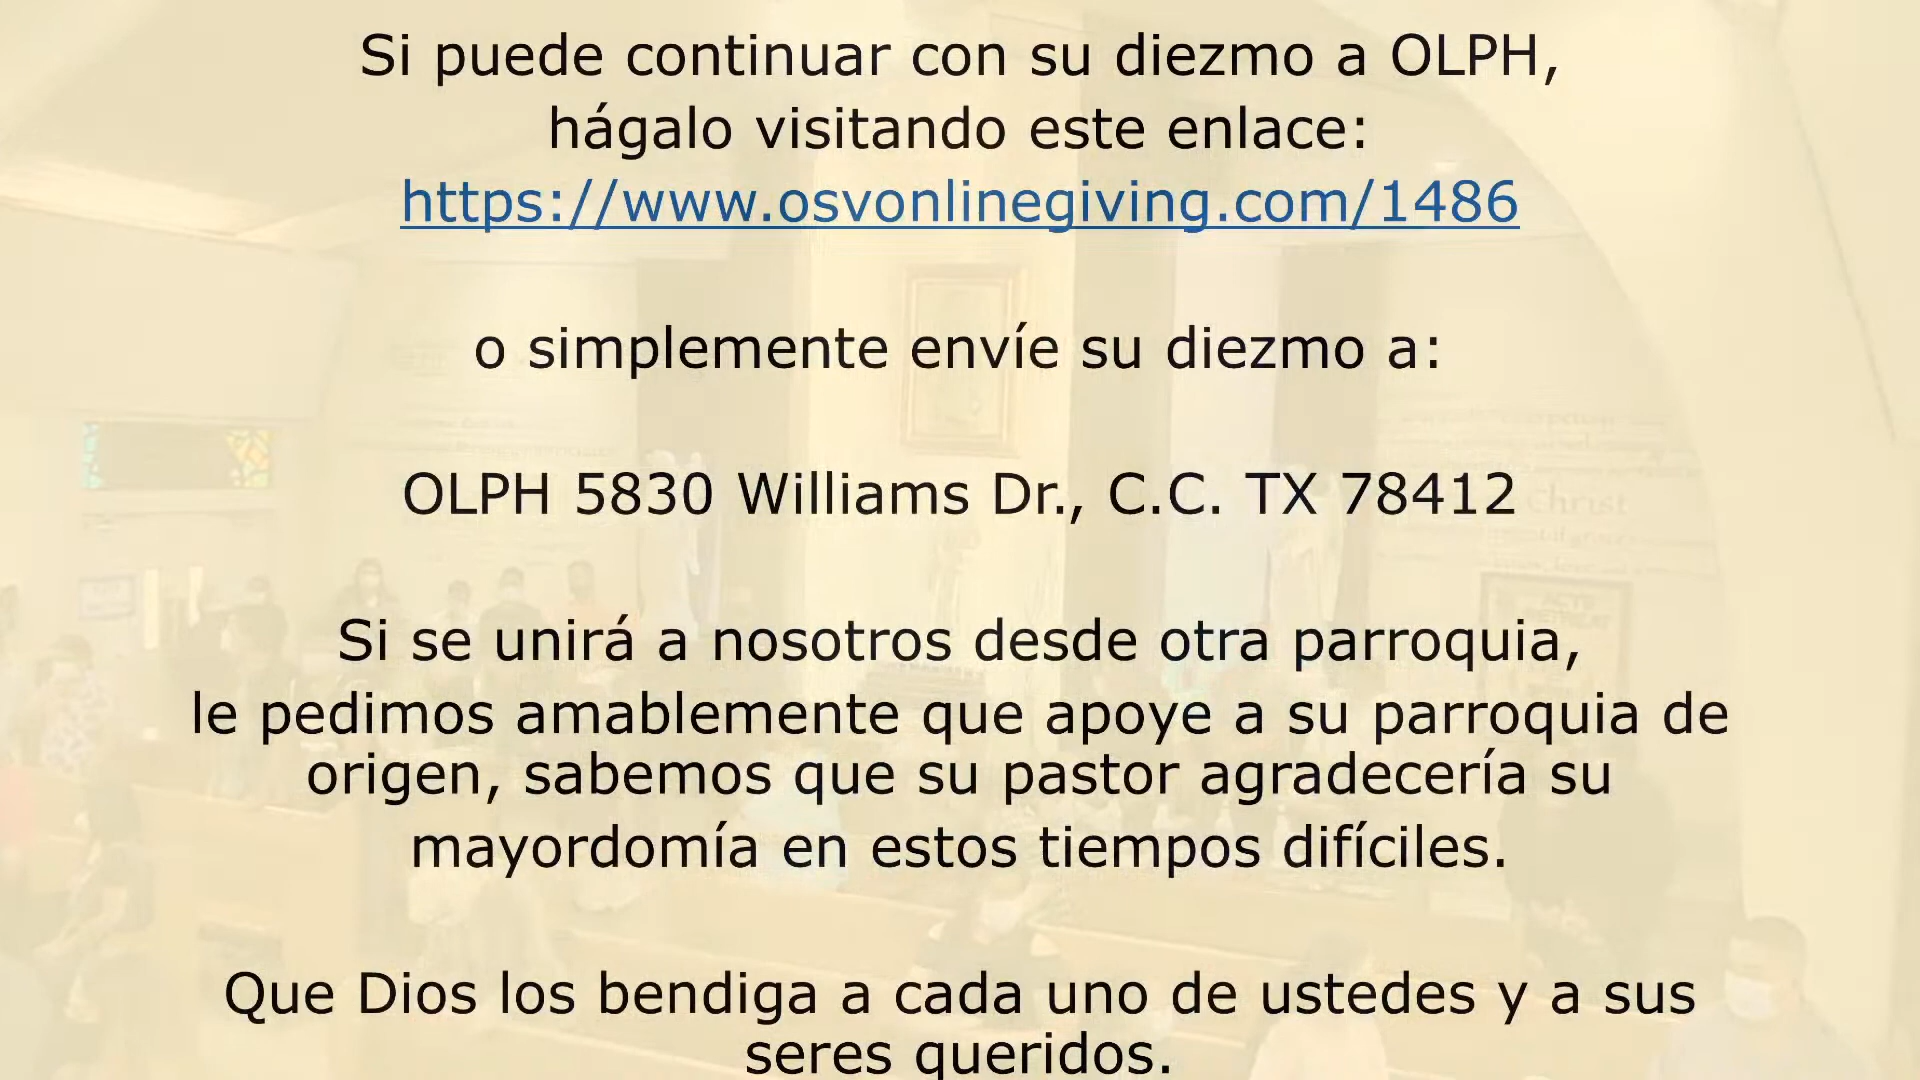 Si puede continuar con su diezmo a OLPH,
hágalo visitando este enlace:
https://www.osvonlinegiving.com/1486
o simplemente envíe su diezmo a:
OLPH 5830 Williams Dr., C.C. TX 78412
Christ
Si se unirá a nosotros desde otra parroquia,
le pedimos amablemente que apoye a su parroquia de
origen, sabemos que su pastor agradecería su
mayordomía en estos tiempos difíciles.
Que Dios los bendiga a cada uno de ustedes y a sus
seres queridos.